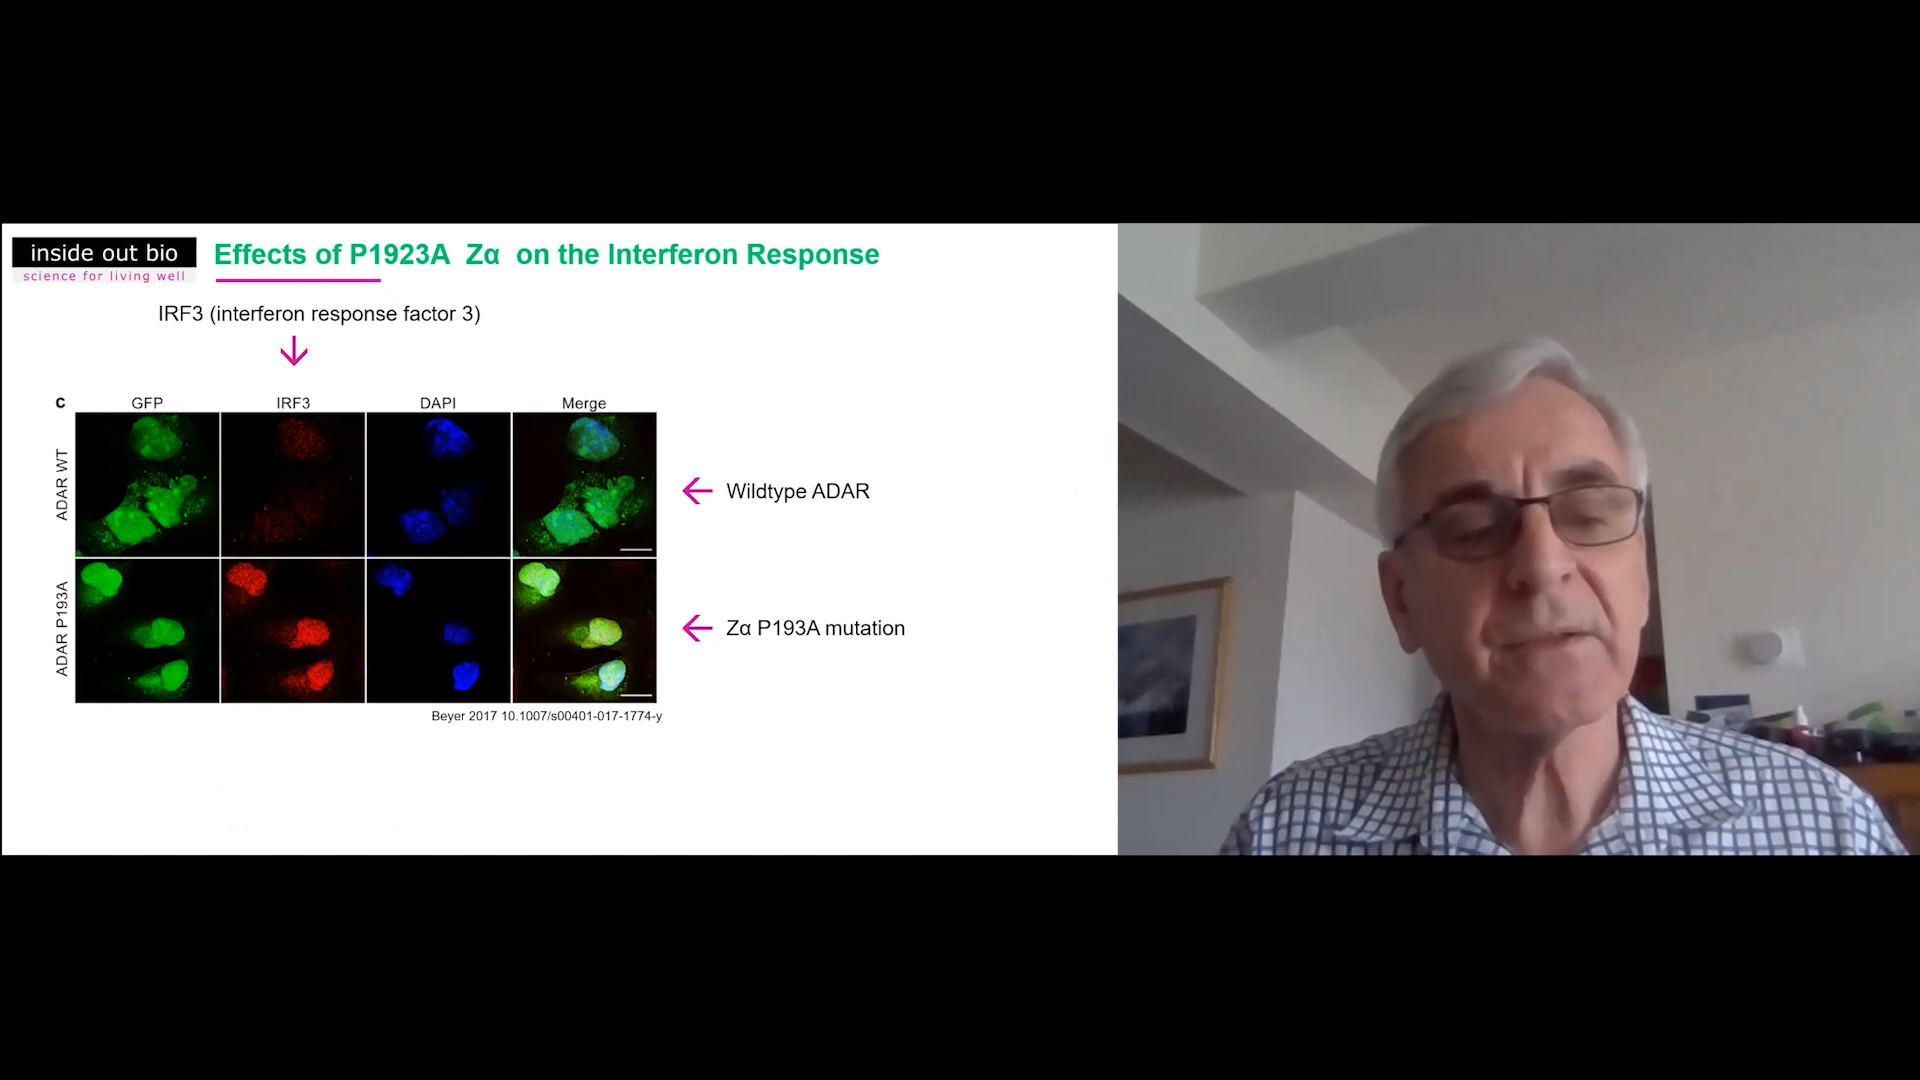 inside out bio
science for living well
Effects of P1923A Zα on the Interferon Response
IRF3 (interferon response factor 3)
c
GFP
IRF3
DAPI
Merge
ADAR WT
Wildtype ADAR
ADAR P193A
Zα P193A mutation
Beyer 2017 10.1007/s00401-017-1774-y